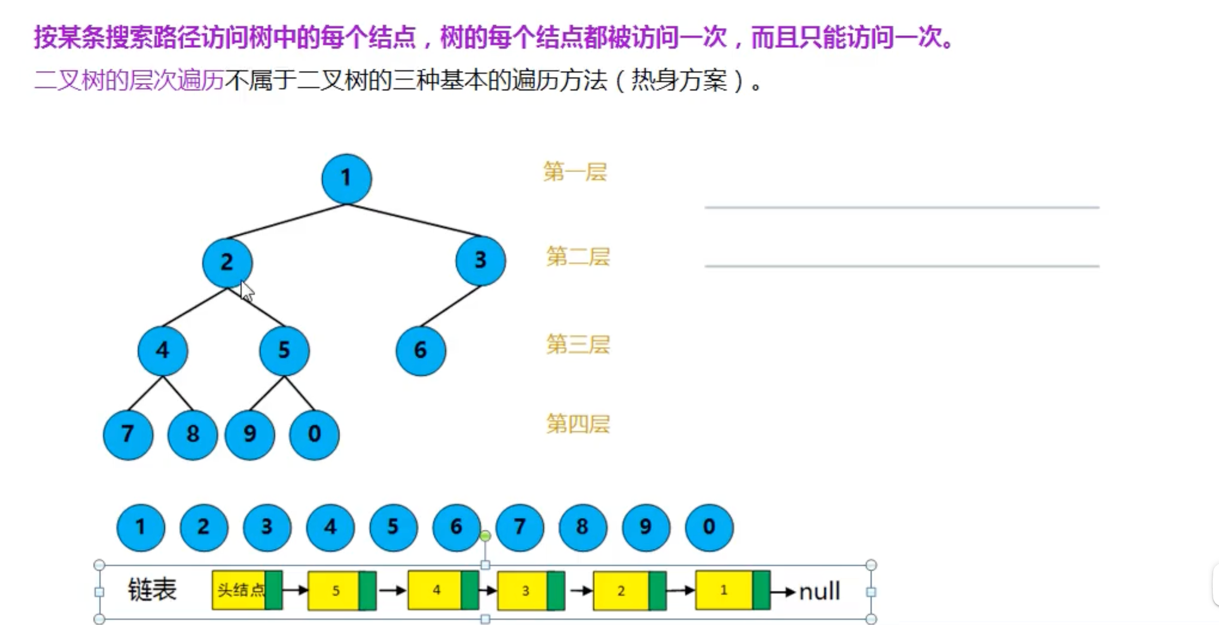 按某条搜索路径访问树中的每个结点，树的每个结点都被访问一次，而且只能访问一次。
二叉树的层次遍历不属于二叉树的三种基本的遍历方法（热身方案）。
1 第一层
2 3 第二层
4 5 6 第三层
7 8 9 0 第四层
1 2 3 4 5 6 7 8 9 0
链表 头结点 5 4 3 2 1 null